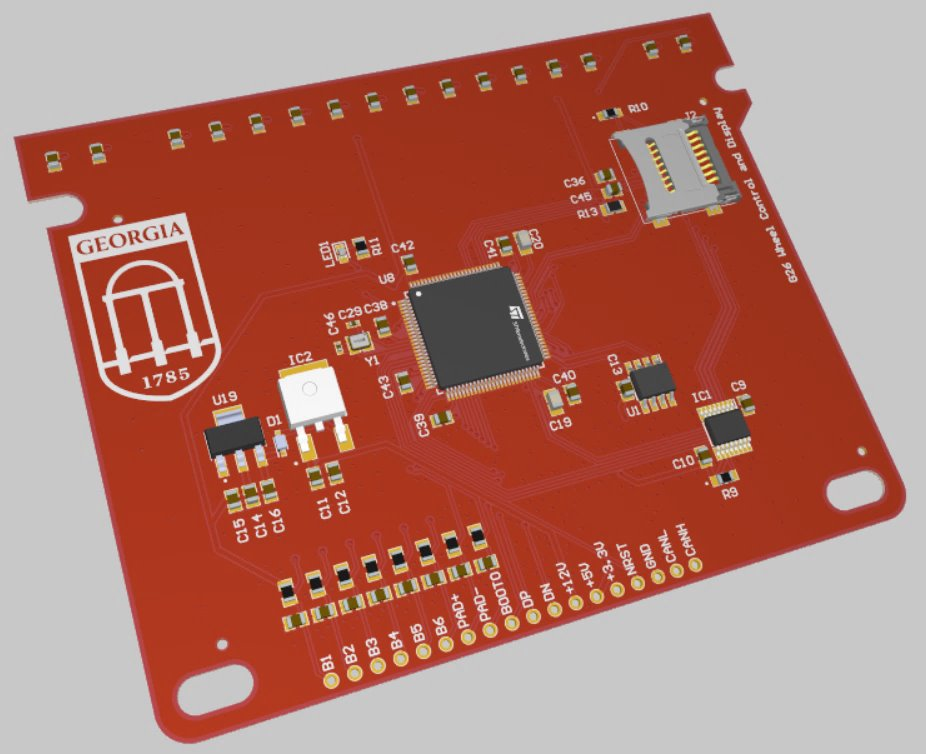 R10
J2
G26 Wheel Control and Display
C36
C45
R13
GEORGIA
1785
LED1
R11
C42
C41
C20
U8
ST
STMicroelectronics
C46
C29
C38
Y1
IC2
C43
C39
C40
C19
C13
U1
IC1
C9
C10
R9
U19
D1
C15
C14
C16
C11
C12
B1
B2
B3
B4
B5
B6
PAD+
PAD-
BOOT0
DP
DN
+12V
+5V
+3.3V
NRST
GND
CANL-
CANH